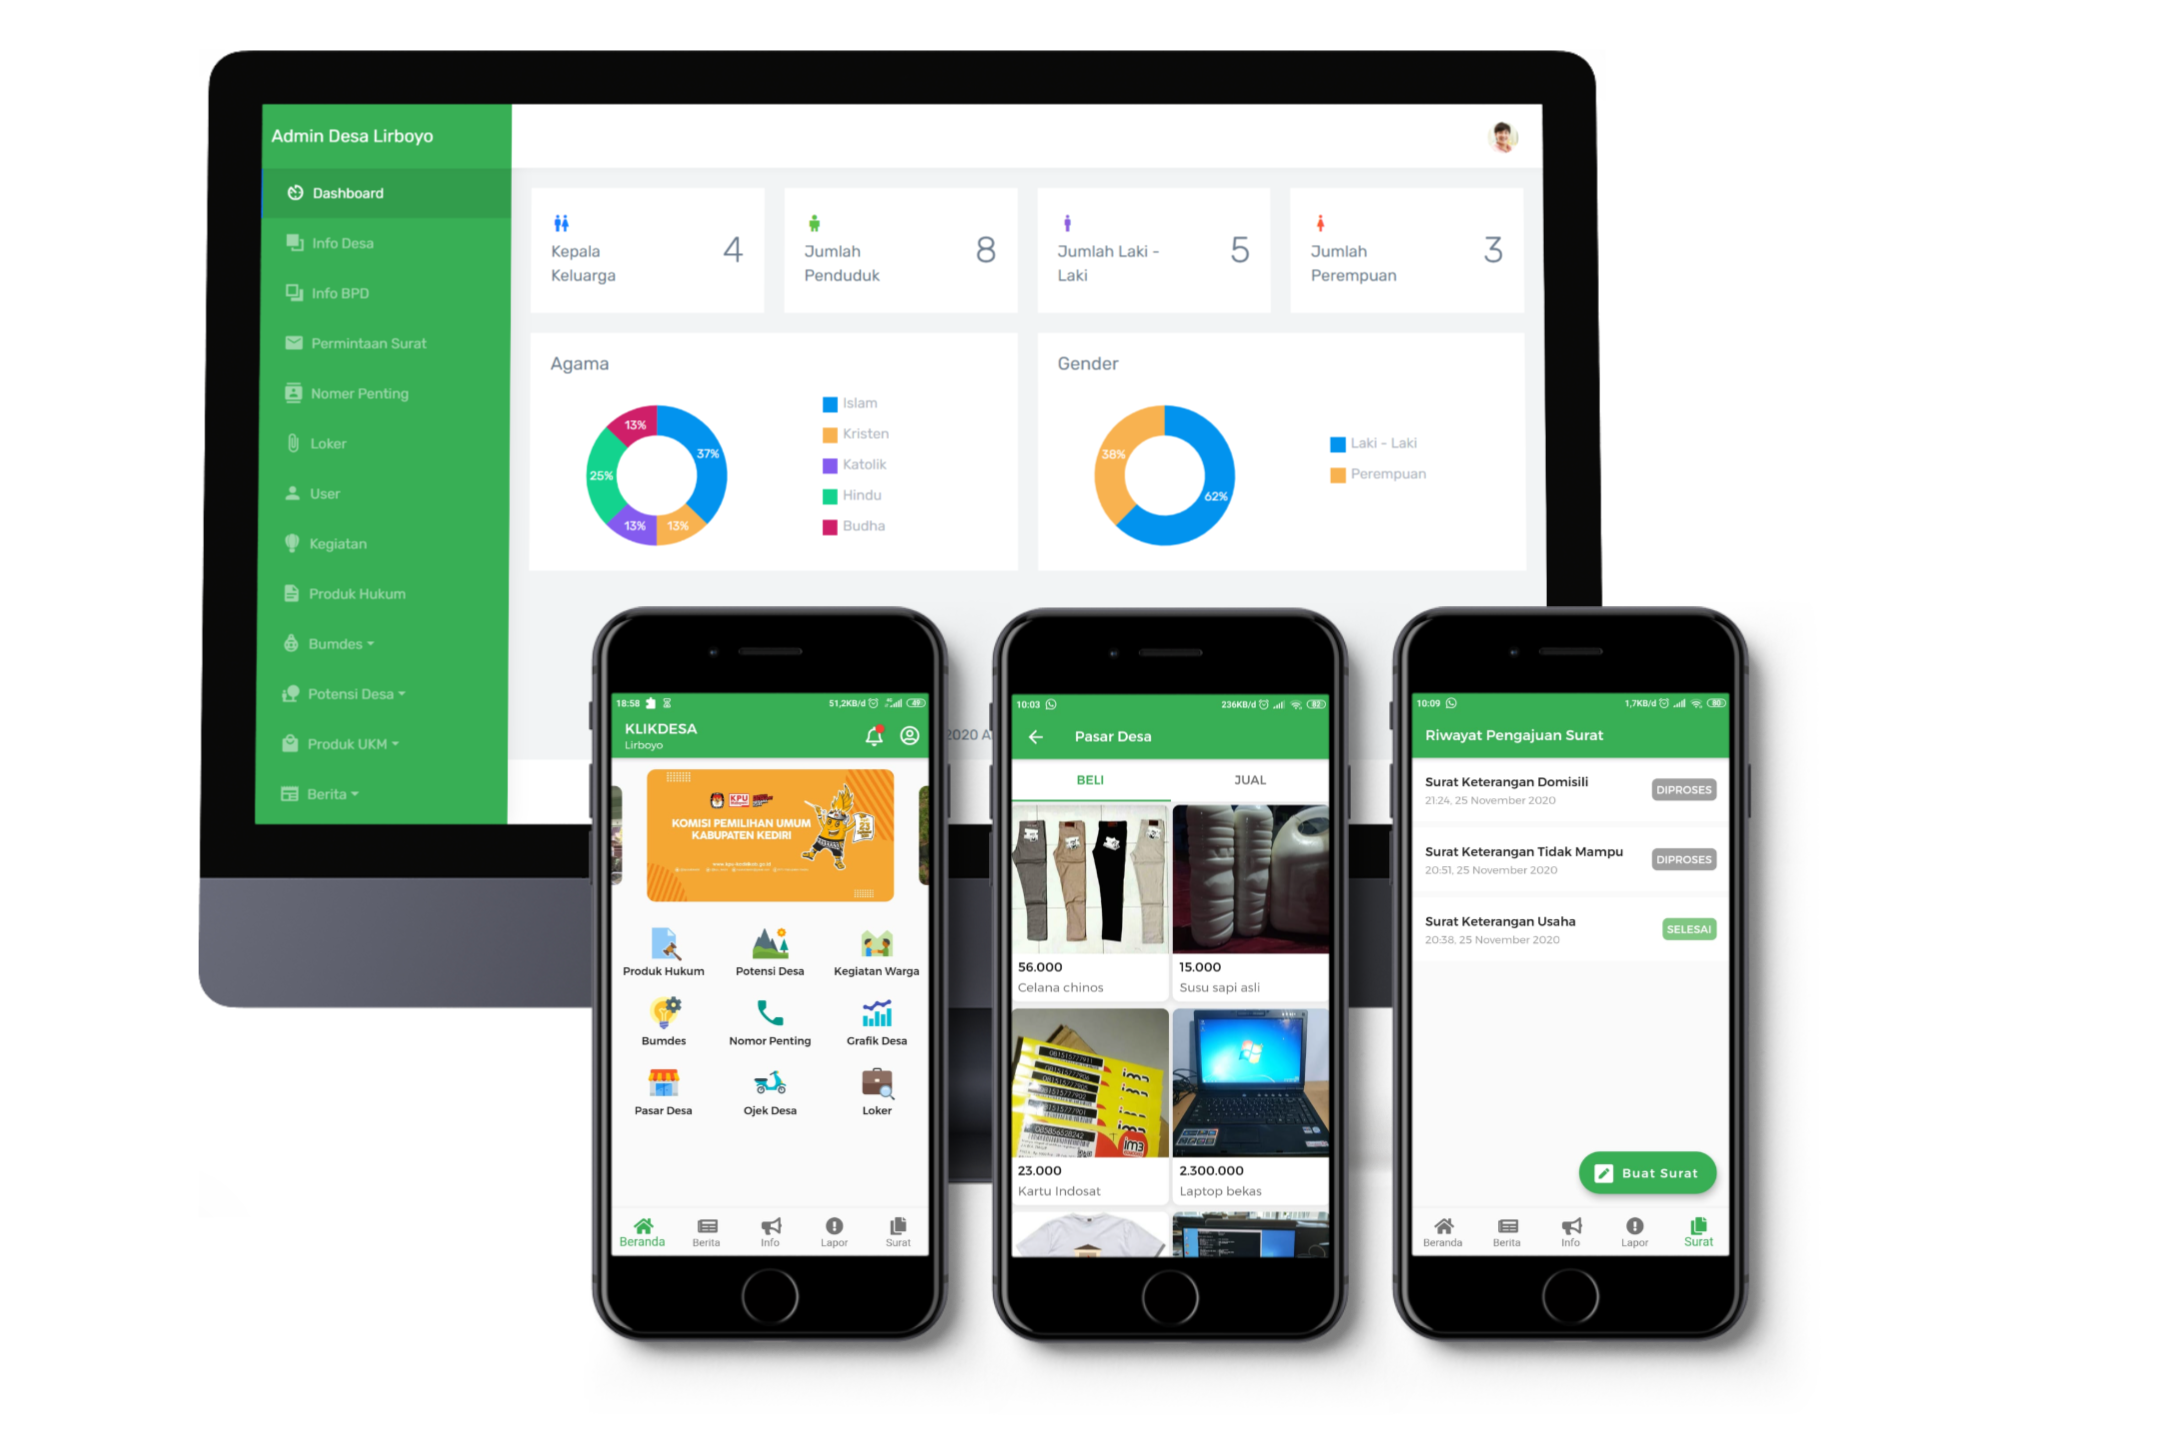 Admin Desa Lirboyo
Dashboard
Info Desa
Info BPD
Permintaan Surat
Nomer Penting
Loker
User
Kegiatan
Produk Hukum
Bumdes
Potensi Desa
Produk UKM
Berita
Kepala
Keluarga
4
Jumlah
Penduduk
8
Jumlah Laki -
Laki
5
Jumlah
Perempuan
3
Agama
13%
37%
25%
13%
13%
Islam
Kristen
Katolik
Hindu
Budha
Gender
38%
62%
Laki - Laki
Perempuan
2020 A
18:58
51,2KB/d
49
KLIKDESA
Lirboyo
KPU
KOMISI PEMILIHAN UMUM
KABUPATEN KEDIRI
Produk Hukum
Potensi Desa
Kegiatan Warga
Bumdes
Nomor Penting
Grafik Desa
Pasar Desa
Ojek Desa
Loker
Beranda
Berita
Info
Lapor
Surat
10:03
236KB/d
82
Pasar Desa
BELI
JUAL
56.000
Celana chinos
15.000
Susu sapi asli
im3
im3
23.000
Kartu Indosat
2.300.000
Laptop bekas
10:09
1,7KB/d
80
Riwayat Pengajuan Surat
Surat Keterangan Domisili
21:24, 25 November 2020
DIPROSES
Surat Keterangan Tidak Mampu
20:51, 25 November 2020
DIPROSES
Surat Keterangan Usaha
20:38, 25 November 2020
SELESAI
Buat Surat
Beranda
Berita
Info
Lapor
Surat